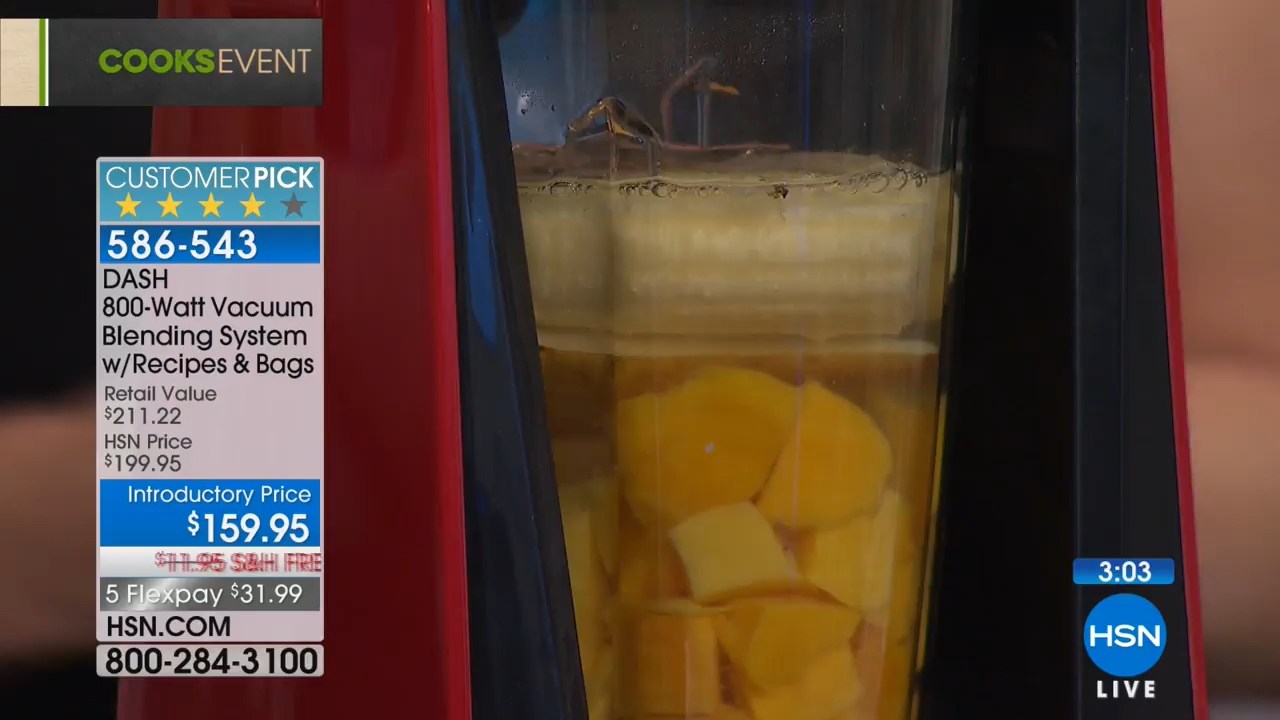 COOKSEVENT
CUSTOMERPICK
586-543
DASH
800-Watt Vacuum
Blending System
w/Recipes & Bags
Retail Value
$211.22
HSN Price
$199.95
Introductory Price
$159.95
$11.95 S&H FRE
5 Flexpay $31.99
HSN.COM
800-284-3100
3:03
HSN
LIVE